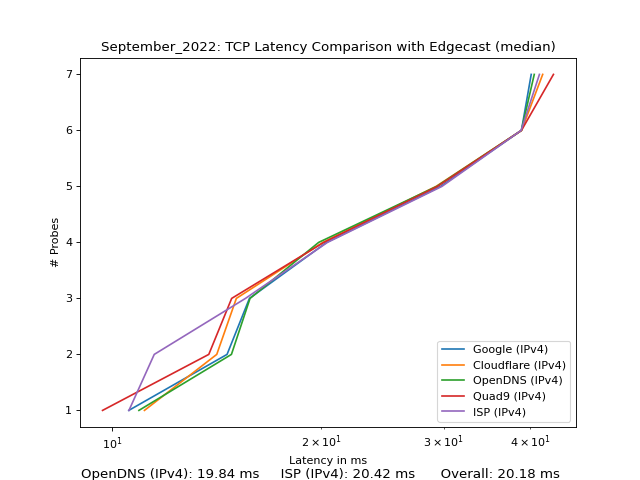 September_2022: TCP Latency Comparison with Edgecast (median)
7
6
5
4
3
2
1
# Probes
Google (IPv4)
Cloudflare (IPv4)
OpenDNS (IPv4)
Quad9 (IPv4)
ISP (IPv4)
10¹
2 × 10¹
3 × 10¹
4 × 10¹
Latency in ms
OpenDNS (IPv4): 19.84 ms ISP (IPv4): 20.42 ms Overall: 20.18 ms